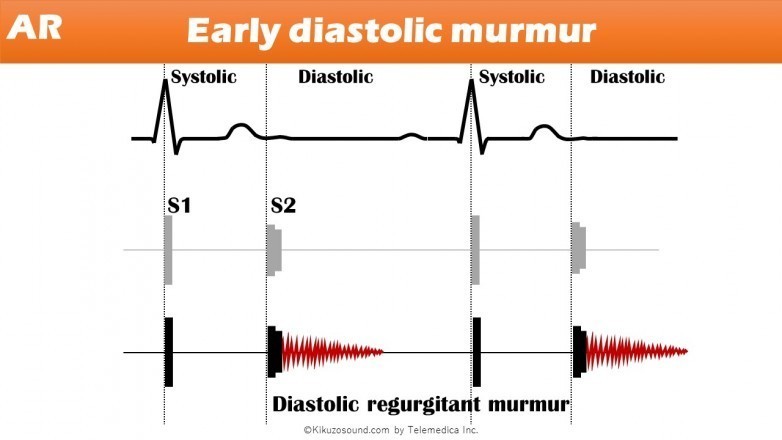 AR
Early diastolic murmur
Systolic Diastolic Systolic Diastolic
S1 S2
Diastolic regurgitant murmur
©Kikuzosound.com by Telemedica Inc.